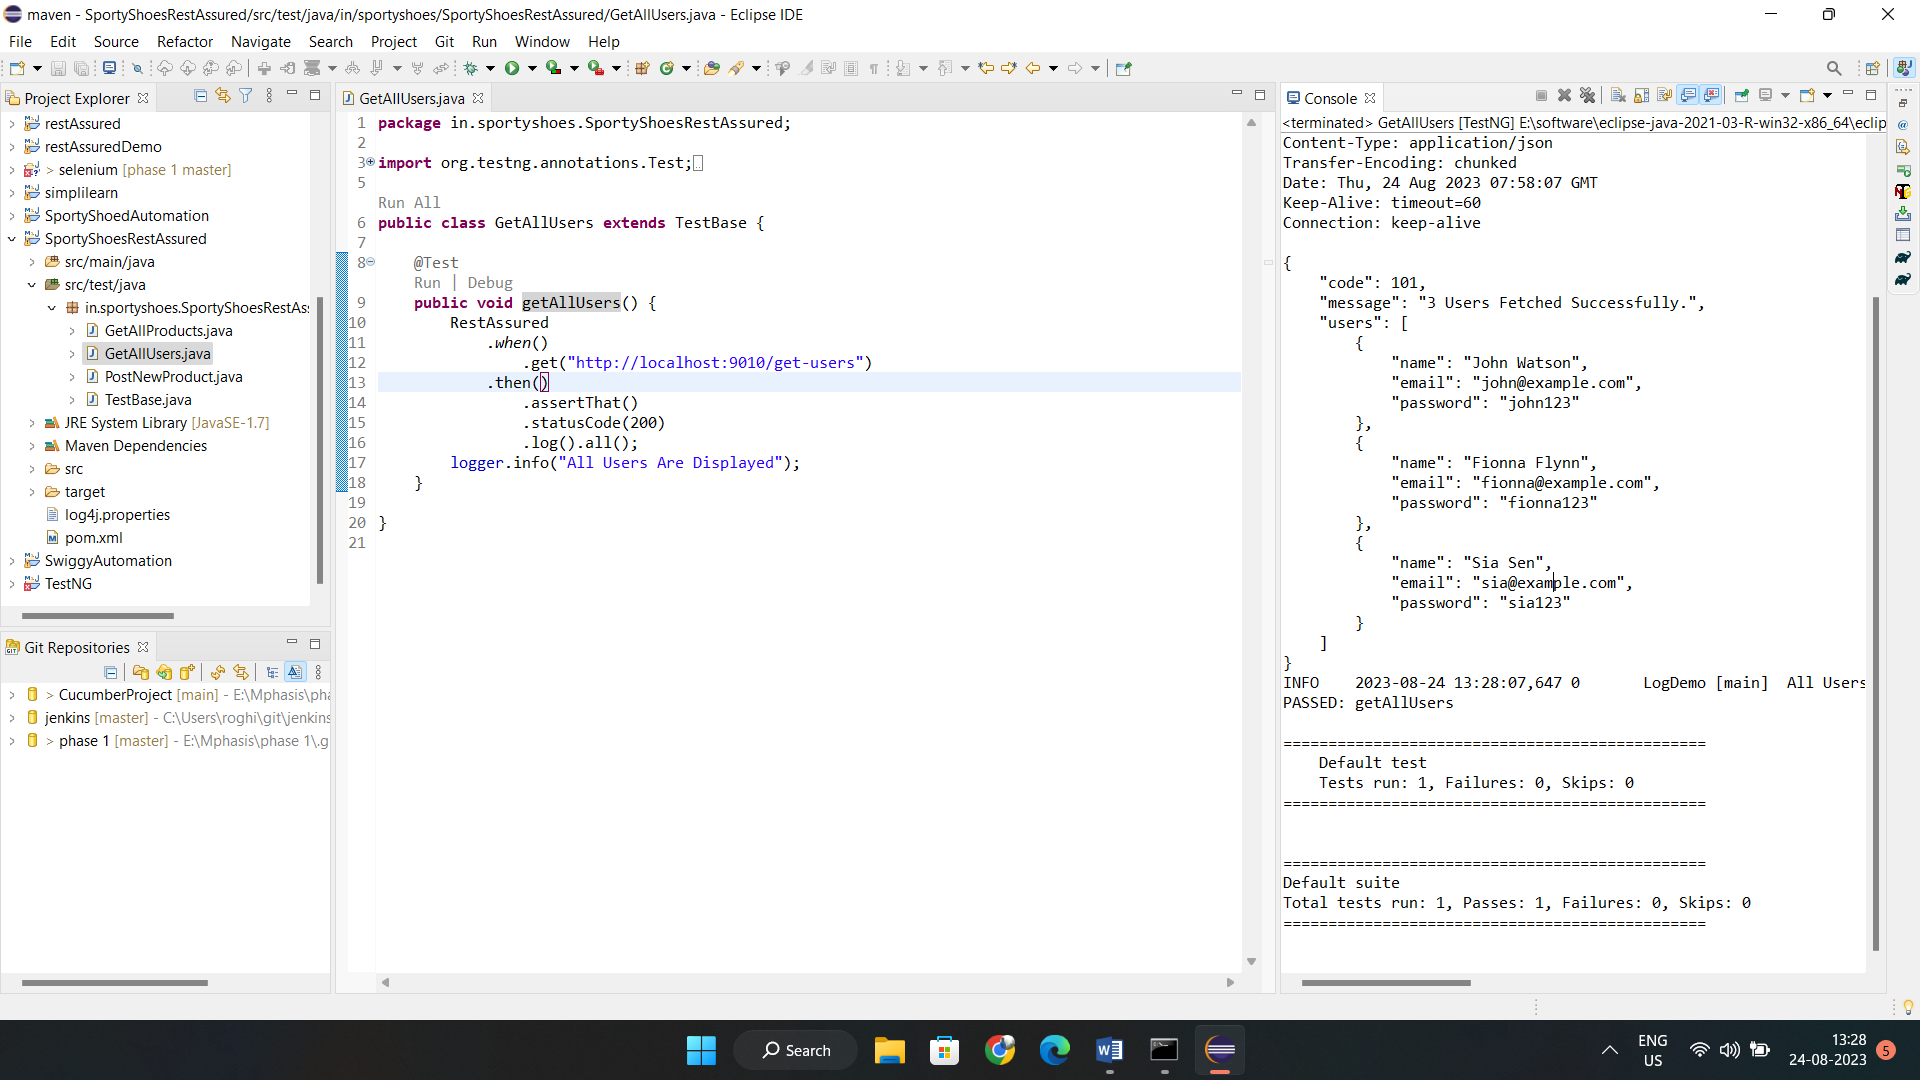 maven - SportyShoesRestAssured/src/test/java/in/sportyshoes/SportyShoesRestAssured/GetAllUsers.java - Eclipse IDE
File Edit Source Refactor Navigate Search Project Git Run Window Help
Project Explorer
restAssured
restAssuredDemo
> selenium [phase 1 master]
simplilearn
SportyShoedAutomation
SportyShoesRestAssured
src/main/java
src/test/java
in.sportyshoes.SportyShoesRestAs
GetAllProducts.java
GetAllUsers.java
PostNewProduct.java
TestBase.java
JRE System Library [JavaSE-1.7]
Maven Dependencies
src
target
log4j.properties
pom.xml
SwiggyAutomation
TestNG
Git Repositories
> CucumberProject [main] - E:\Mphasis\pha
jenkins [master] - C:\Users\roghi\git\jenkins
> phase 1 [master] - E:\Mphasis\phase 1\.g
GetAllUsers.java
1 package in.sportyshoes.SportyShoesRestAssured;
2
3 import org.testng.annotations.Test;
5
Run All
6 public class GetAllUsers extends TestBase {
7
8 @Test
Run | Debug
9 public void getAllUsers() {
10 RestAssured
11 .when()
12 .get("http://localhost:9010/get-users")
13 .then()
14 .assertThat()
15 .statusCode(200)
16 .log().all();
17 logger.info("All Users Are Displayed");
18 }
19
20 }
21
Console
<terminated> GetAllUsers [TestNG] E:\software\eclipse-java-2021-03-R-win32-x86_64\eclip
Content-Type: application/json
Transfer-Encoding: chunked
Date: Thu, 24 Aug 2023 07:58:07 GMT
Keep-Alive: timeout=60
Connection: keep-alive
{
"code": 101,
"message": "3 Users Fetched Successfully.",
"users": [
{
"name": "John Watson",
"email": "john@example.com",
"password": "john123"
},
{
"name": "Fionna Flynn",
"email": "fionna@example.com",
"password": "fionna123"
},
{
"name": "Sia Sen",
"email": "sia@example.com",
"password": "sia123"
}
]
}
INFO 2023-08-24 13:28:07,647 0 LogDemo [main] All Users
PASSED: getAllUsers
===============================================
Default test
Tests run: 1, Failures: 0, Skips: 0
===============================================
===============================================
Default suite
Total tests run: 1, Passes: 1, Failures: 0, Skips: 0
===============================================
Search
ENG
US
13:28
24-08-2023
5